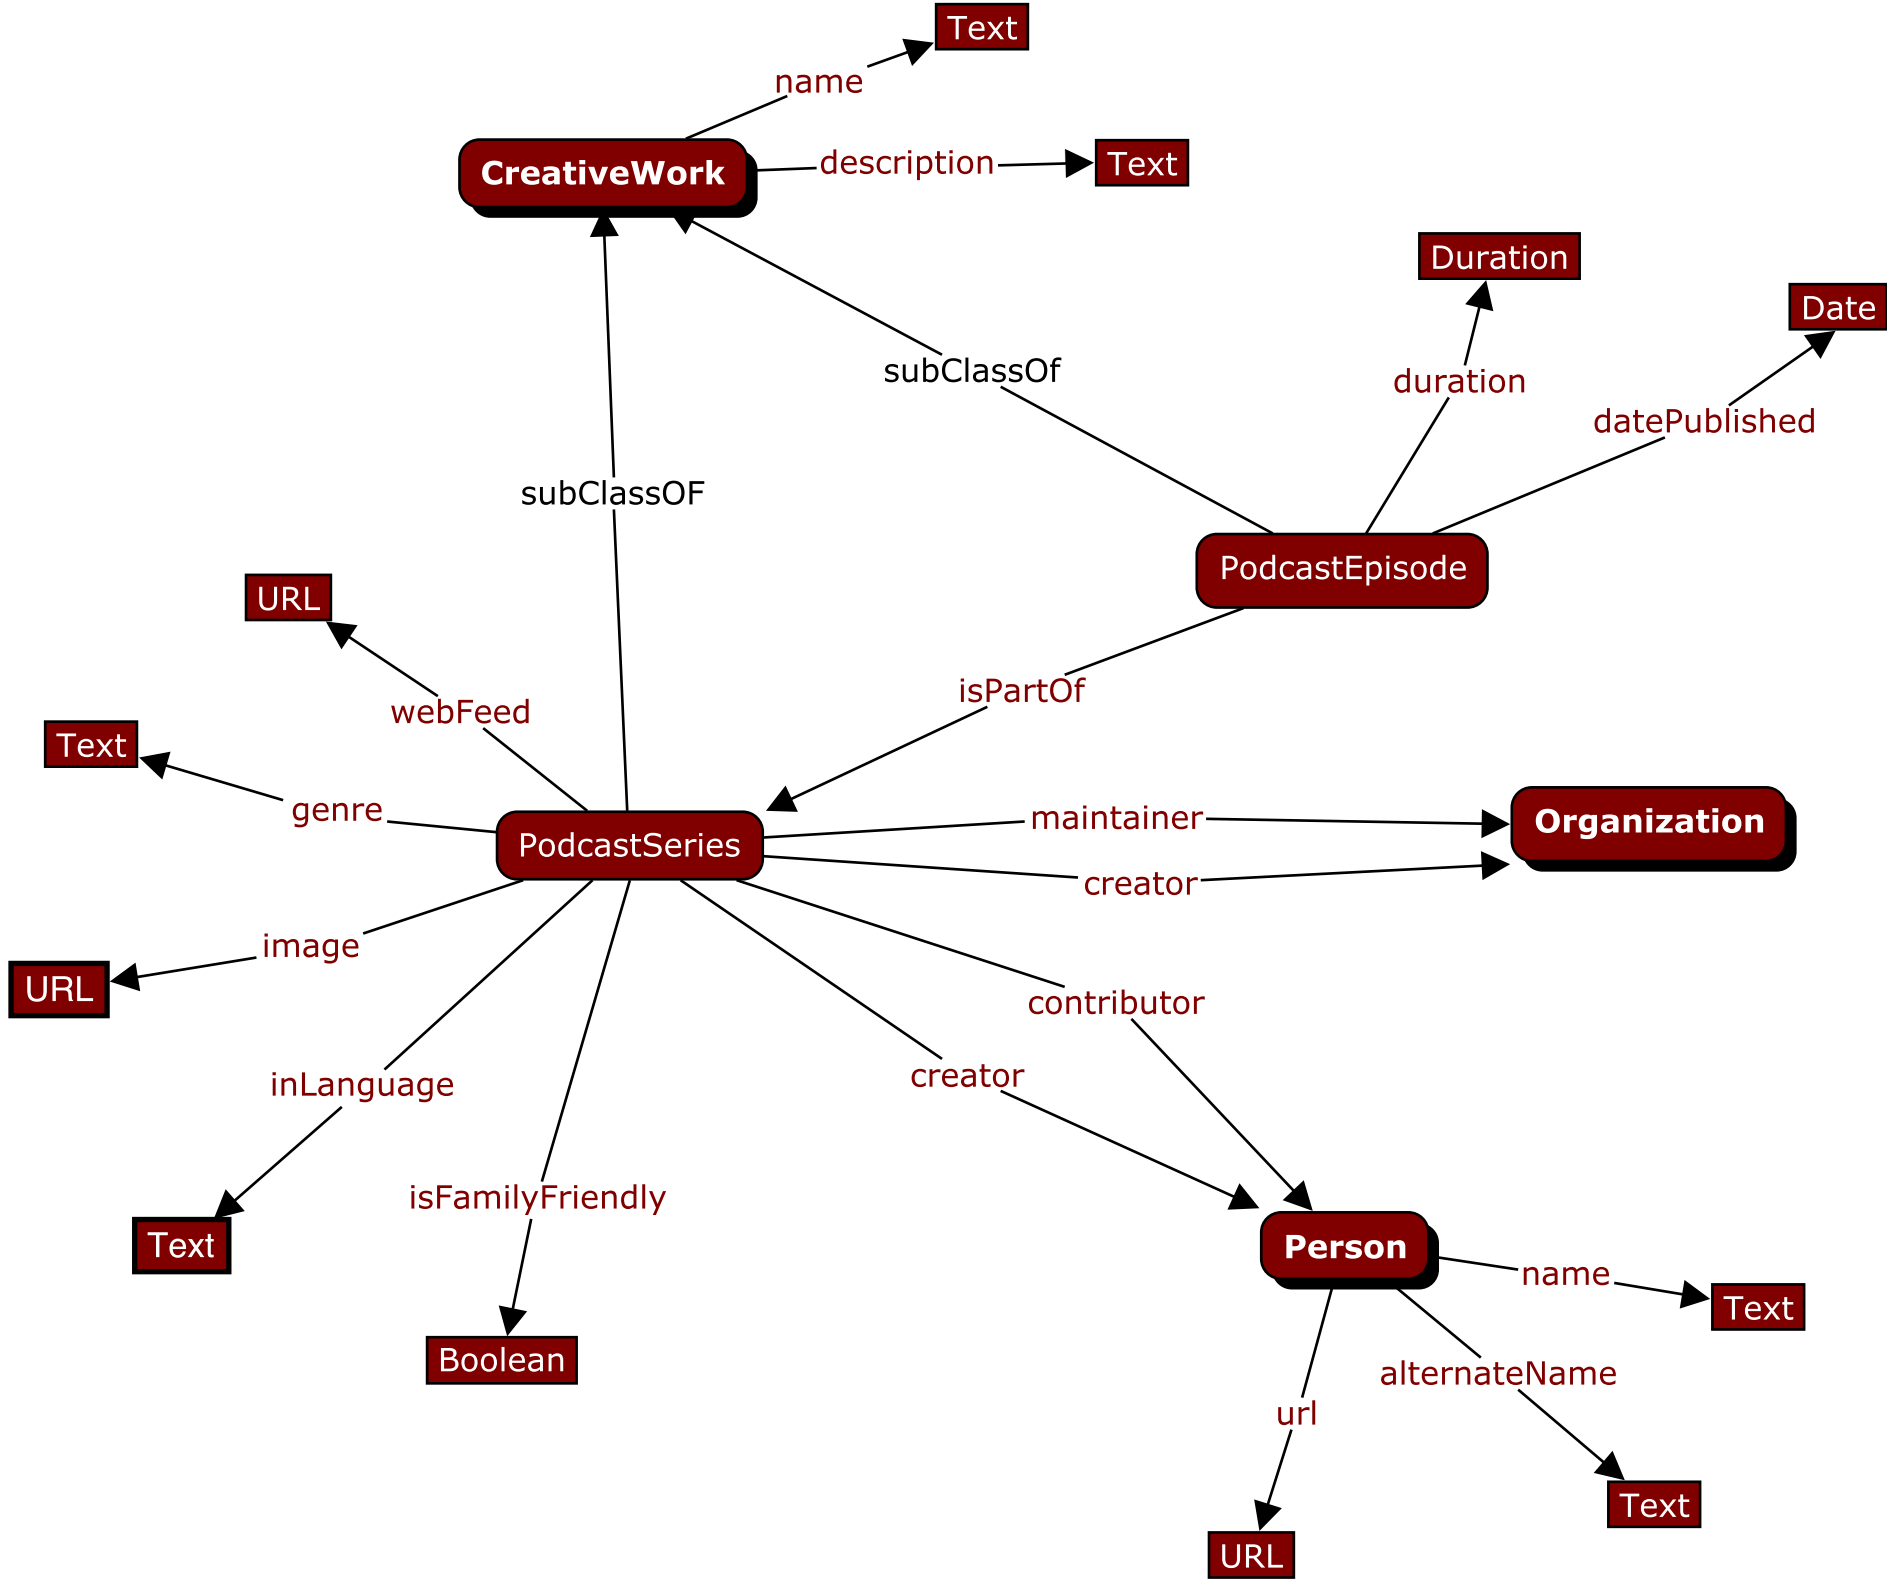 Text
name
CreativeWork
description
Text
Duration
Date
subClassOf
duration
datePublished
subClassOF
PodcastEpisode
URL
webFeed
isPartOf
Text
genre
PodcastSeries
maintainer
Organization
creator
image
URL
contributor
creator
inLanguage
isFamilyFriendly
Text
Person
name
Text
Boolean
alternateName
url
Text
URL